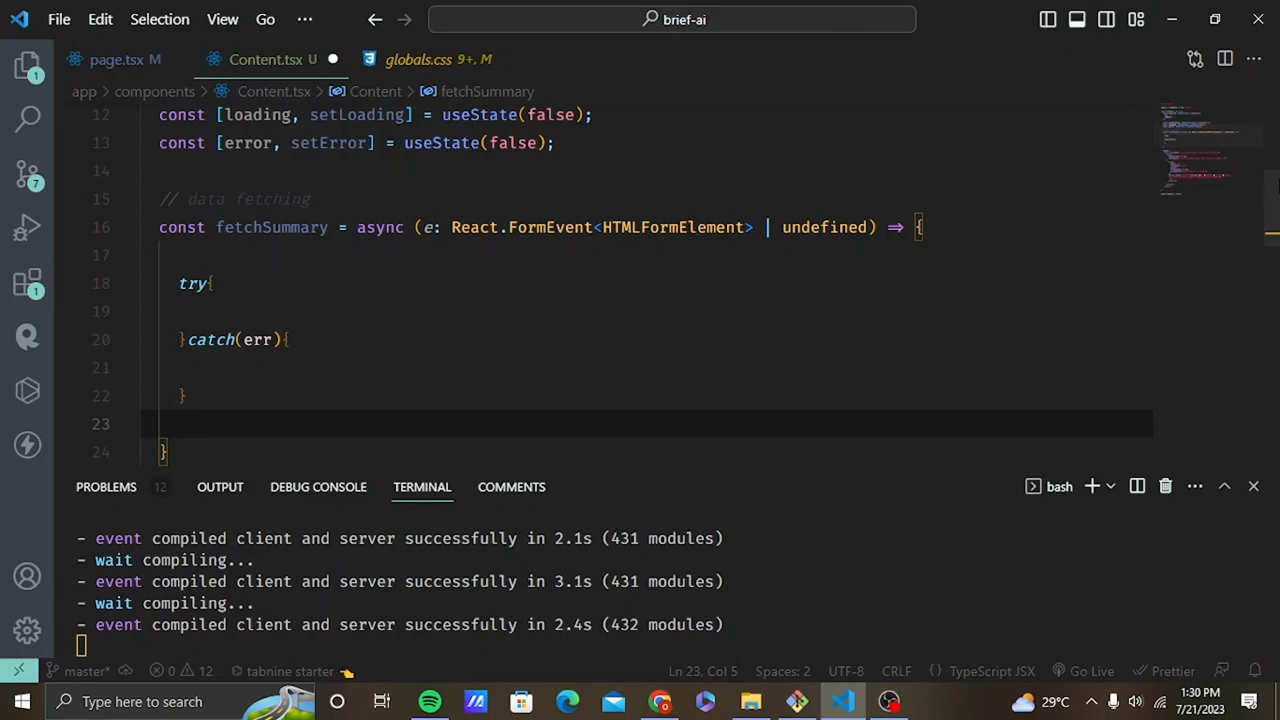 File Edit Selection View Go ··· brief-ai
page.tsx M Content.tsx U globals.css 9+, M
app > components > Content.tsx > Content > fetchSummary
12 const [loading, setLoading] = useState(false);
13 const [error, setError] = useState(false);
14
15 // data fetching
16 const fetchSummary = async (e: React.FormEvent<HTMLFormElement> | undefined) => {
17
18 try{
19
20 }catch(err){
21
22 }
23
24 }
PROBLEMS 12 OUTPUT DEBUG CONSOLE TERMINAL COMMENTS bash
- event compiled client and server successfully in 2.1s (431 modules)
- wait compiling...
- event compiled client and server successfully in 3.1s (431 modules)
- wait compiling...
- event compiled client and server successfully in 2.4s (432 modules)
1
7
1
master* 0 12 tabnine starter Ln 23, Col 5 Spaces: 2 UTF-8 CRLF TypeScript JSX Go Live Prettier
Type here to search 29°C 1:30 PM
7/21/2023